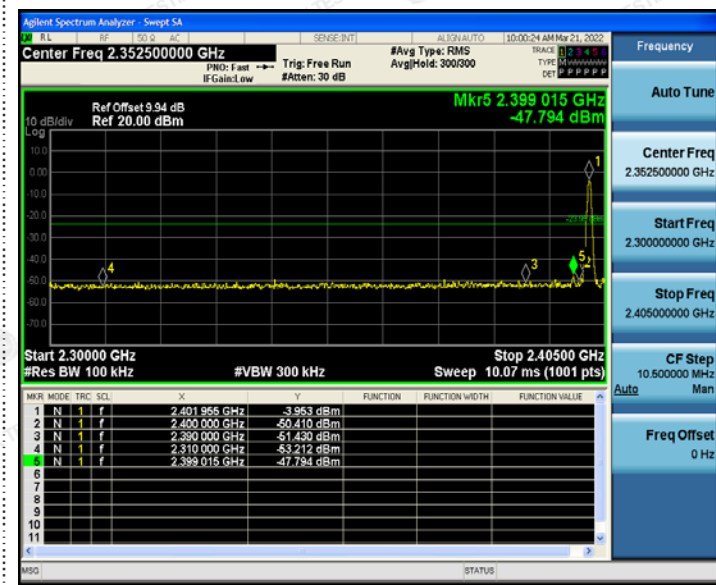 Agilent Spectrum Analyzer - Swept SA
RL RF 50 Ω AC SENSE:INT ALIGN AUTO 10:00:24 AM Mar 21, 2022
Center Freq 2.352500000 GHz
PNO: Fast
IFGain:Low
Trig: Free Run
#Atten: 30 dB
#Avg Type: RMS
Avg|Hold: 300/300
TRACE 1 2 3 4 5 6
TYPE M
DET P P P P P P
Ref Offset 9.94 dB
Ref 20.00 dBm
Mkr5 2.399 015 GHz
-47.794 dBm
10 dB/div
Log
10.0
0.00
-10.0
-20.0
-30.0
-40.0
-50.0
-60.0
-70.0
1
4
3
5
2
Start 2.30000 GHz Stop 2.40500 GHz
#Res BW 100 kHz #VBW 300 kHz Sweep 10.07 ms (1001 pts)
MKR MODE TRC SCL X Y FUNCTION FUNCTION WIDTH FUNCTION VALUE
1 N 1 f 2.401 955 GHz -3.953 dBm
2 N 1 f 2.400 000 GHz -50.410 dBm
3 N 1 f 2.390 000 GHz -51.430 dBm
4 N 1 f 2.310 000 GHz -53.212 dBm
5 N 1 f 2.399 015 GHz -47.794 dBm
6
7
8
9
10
11
MSG STATUS
Frequency
Auto Tune
Center Freq
2.352500000 GHz
Start Freq
2.300000000 GHz
Stop Freq
2.405000000 GHz
CF Step
10.500000 MHz
Auto Man
Freq Offset
0 Hz